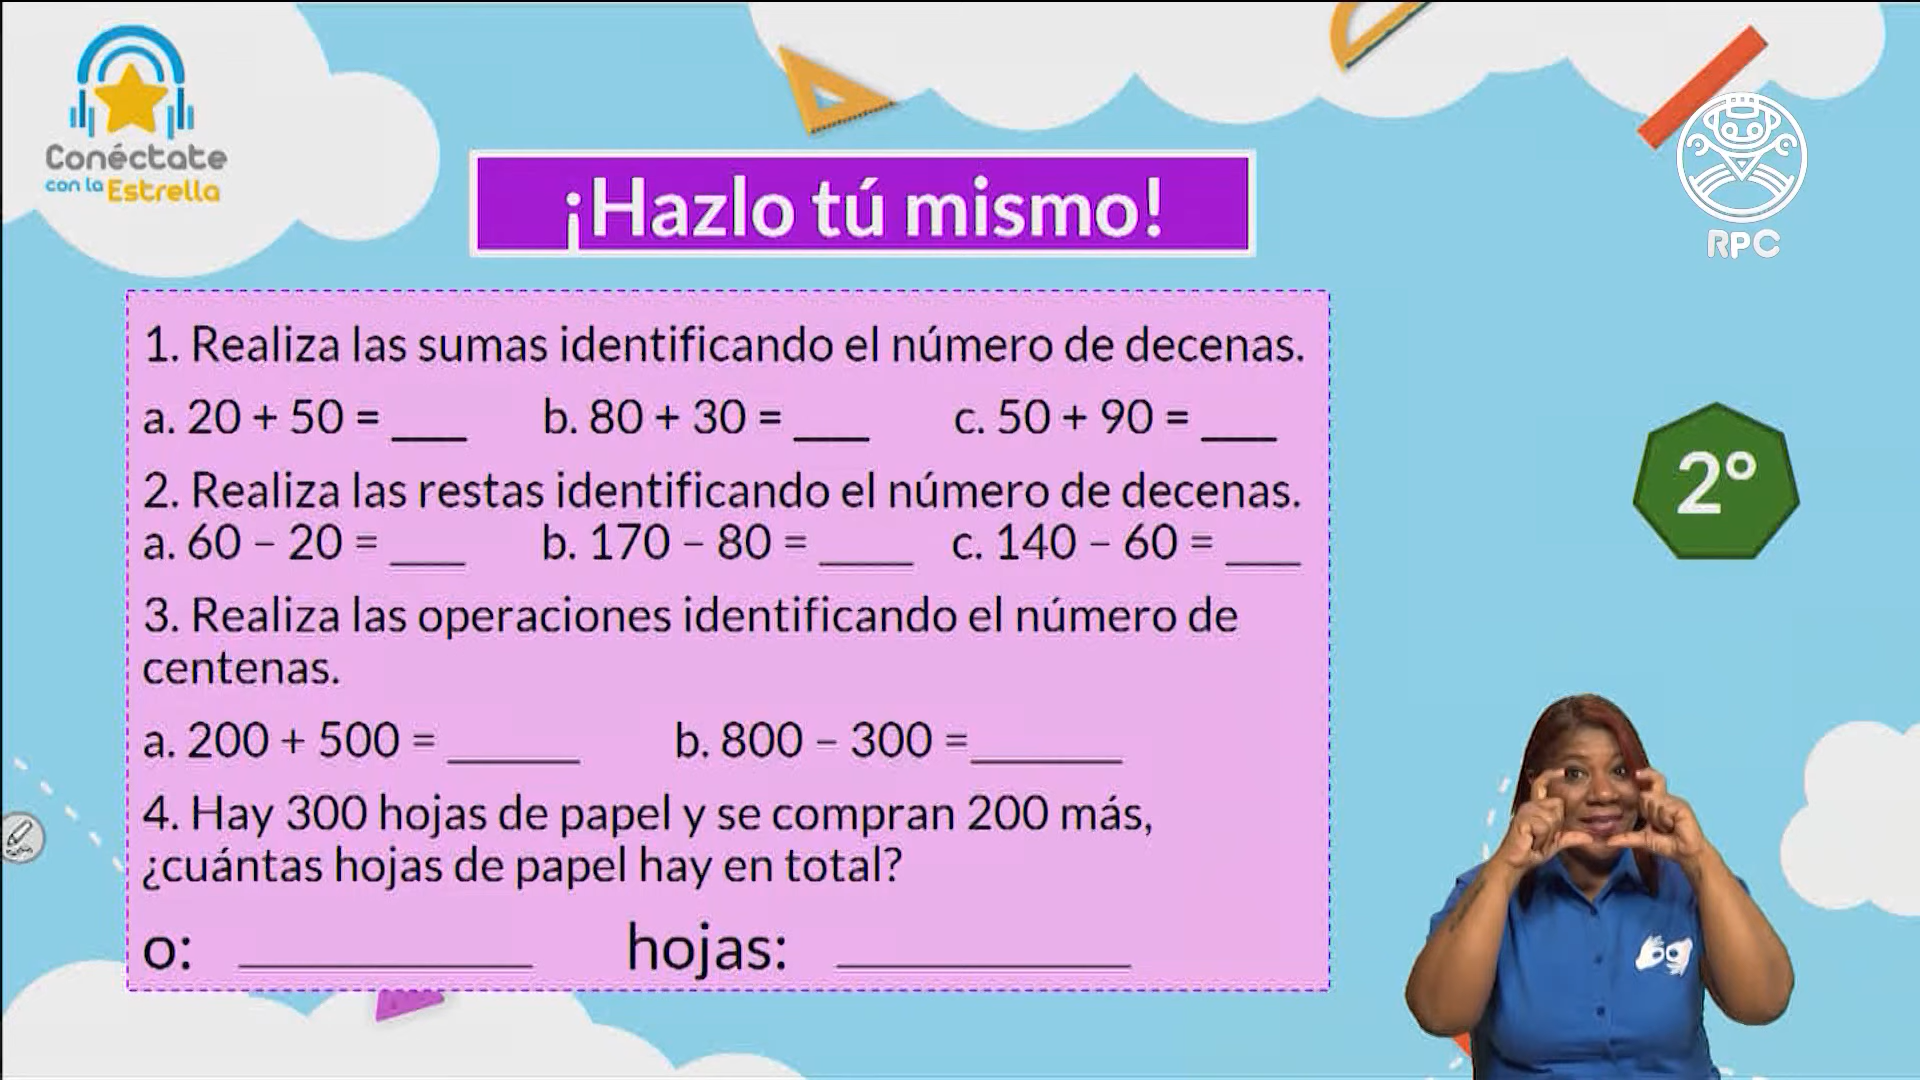 Conéctate
con la Estrella
RPC
¡Hazlo tú mismo!
1. Realiza las sumas identificando el número de decenas.
a. 20 + 50 = ___ b. 80 + 30 = ___ c. 50 + 90 = ___
2. Realiza las restas identificando el número de decenas.
a. 60 – 20 = ___ b. 170 – 80 = ____ c. 140 – 60 = ___
3. Realiza las operaciones identificando el número de
centenas.
a. 200 + 500 = _____ b. 800 – 300 =______
4. Hay 300 hojas de papel y se compran 200 más,
¿cuántas hojas de papel hay en total?
o: _________ hojas: _________
2°